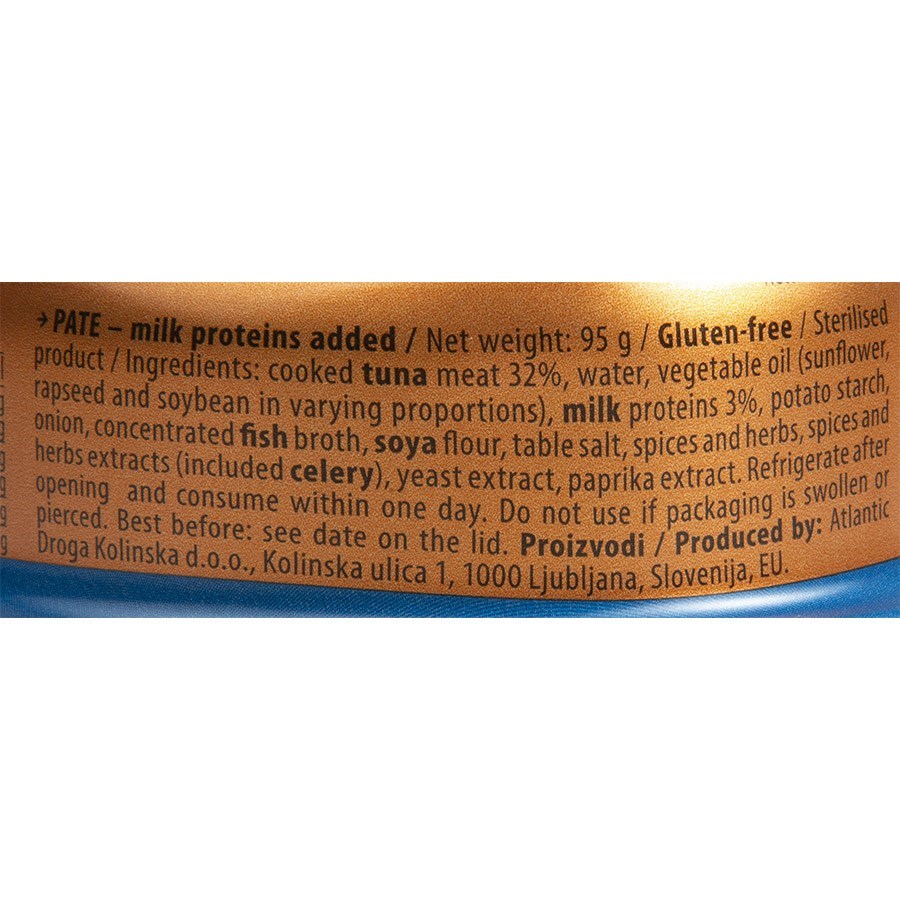 →PATE – milk proteins added / Net weight: 95 g / Gluten-free / Sterilised
product / Ingredients: cooked tuna meat 32%, water, vegetable oil (sunflower,
rapseed and soybean in varying proportions), milk proteins 3%, potato starch,
onion, concentrated fish broth, soya flour, table salt, spices and herbs, spices and
herbs extracts (included celery), yeast extract, paprika extract. Refrigerate after
opening and consume within one day. Do not use if packaging is swollen or
pierced. Best before: see date on the lid. Proizvodi / Produced by: Atlantic
Droga Kolinska d.o.o., Kolinska ulica 1, 1000 Ljubljana, Slovenija, EU.